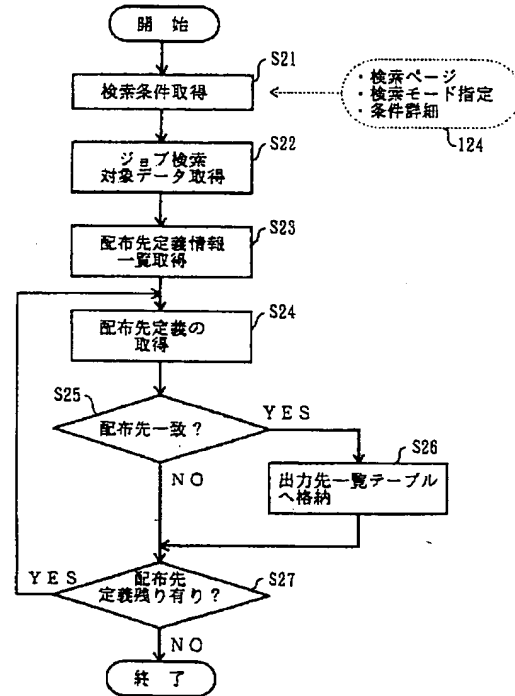 開始
S21
検索条件取得
・検索ページ
・検索モード指定
・条件詳細
124
S22
ジョブ検索
対象データ取得
S23
配布先定義情報
一覧取得
S24
配布先定義の
取得
S25
配布先一致?
YES
NO
S26
出力先一覧テーブル
へ格納
S27
配布先
定義残り有り?
YES
NO
終了